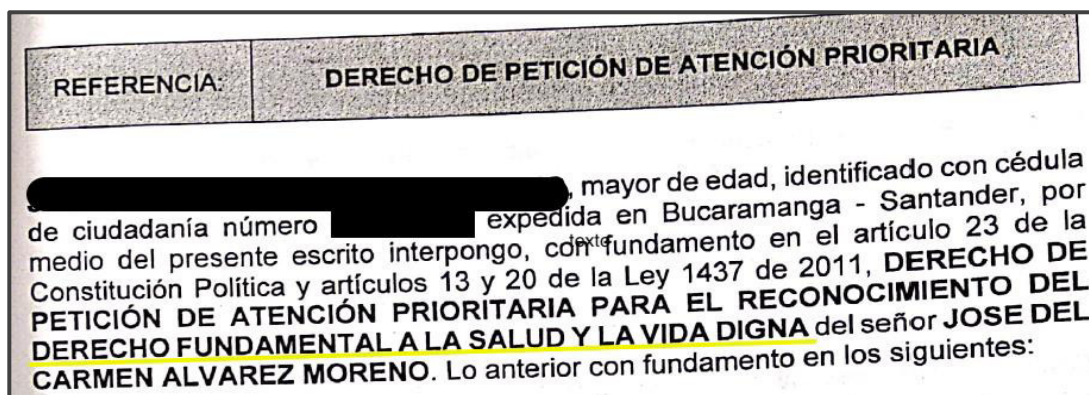 REFERENCIA:
DERECHO DE PETICIÓN DE ATENCIÓN PRIORITARIA
, mayor de edad, identificado con cédula
de ciudadanía número expedida en Bucaramanga - Santander, por
medio del presente escrito interpongo, con fundamento en el artículo 23 de la
texto
Constitución Política y artículos 13 y 20 de la Ley 1437 de 2011, DERECHO DE
PETICIÓN DE ATENCIÓN PRIORITARIA PARA EL RECONOCIMIENTO DEL
DERECHO FUNDAMENTAL A LA SALUD Y LA VIDA DIGNA del señor JOSE DEL
CARMEN ALVAREZ MORENO. Lo anterior con fundamento en los siguientes: